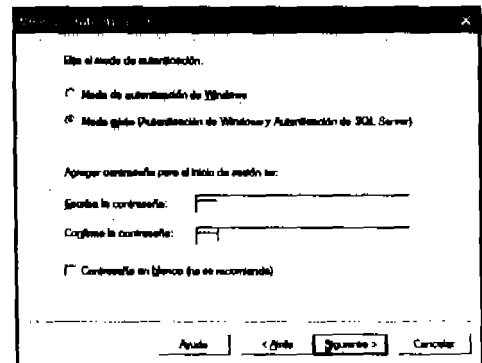 Elija el modo de autenticación.
Modo de autenticación de Windows
Modo mixto (Autenticación de Windows y Autenticación de SQL Server)
Agregar contraseña para el inicio de sesión sa:
Escriba la contraseña:
Confirme la contraseña:
Contraseña en blanco (no se recomienda)
Ayuda
< Atrás
Siguiente >
Cancelar